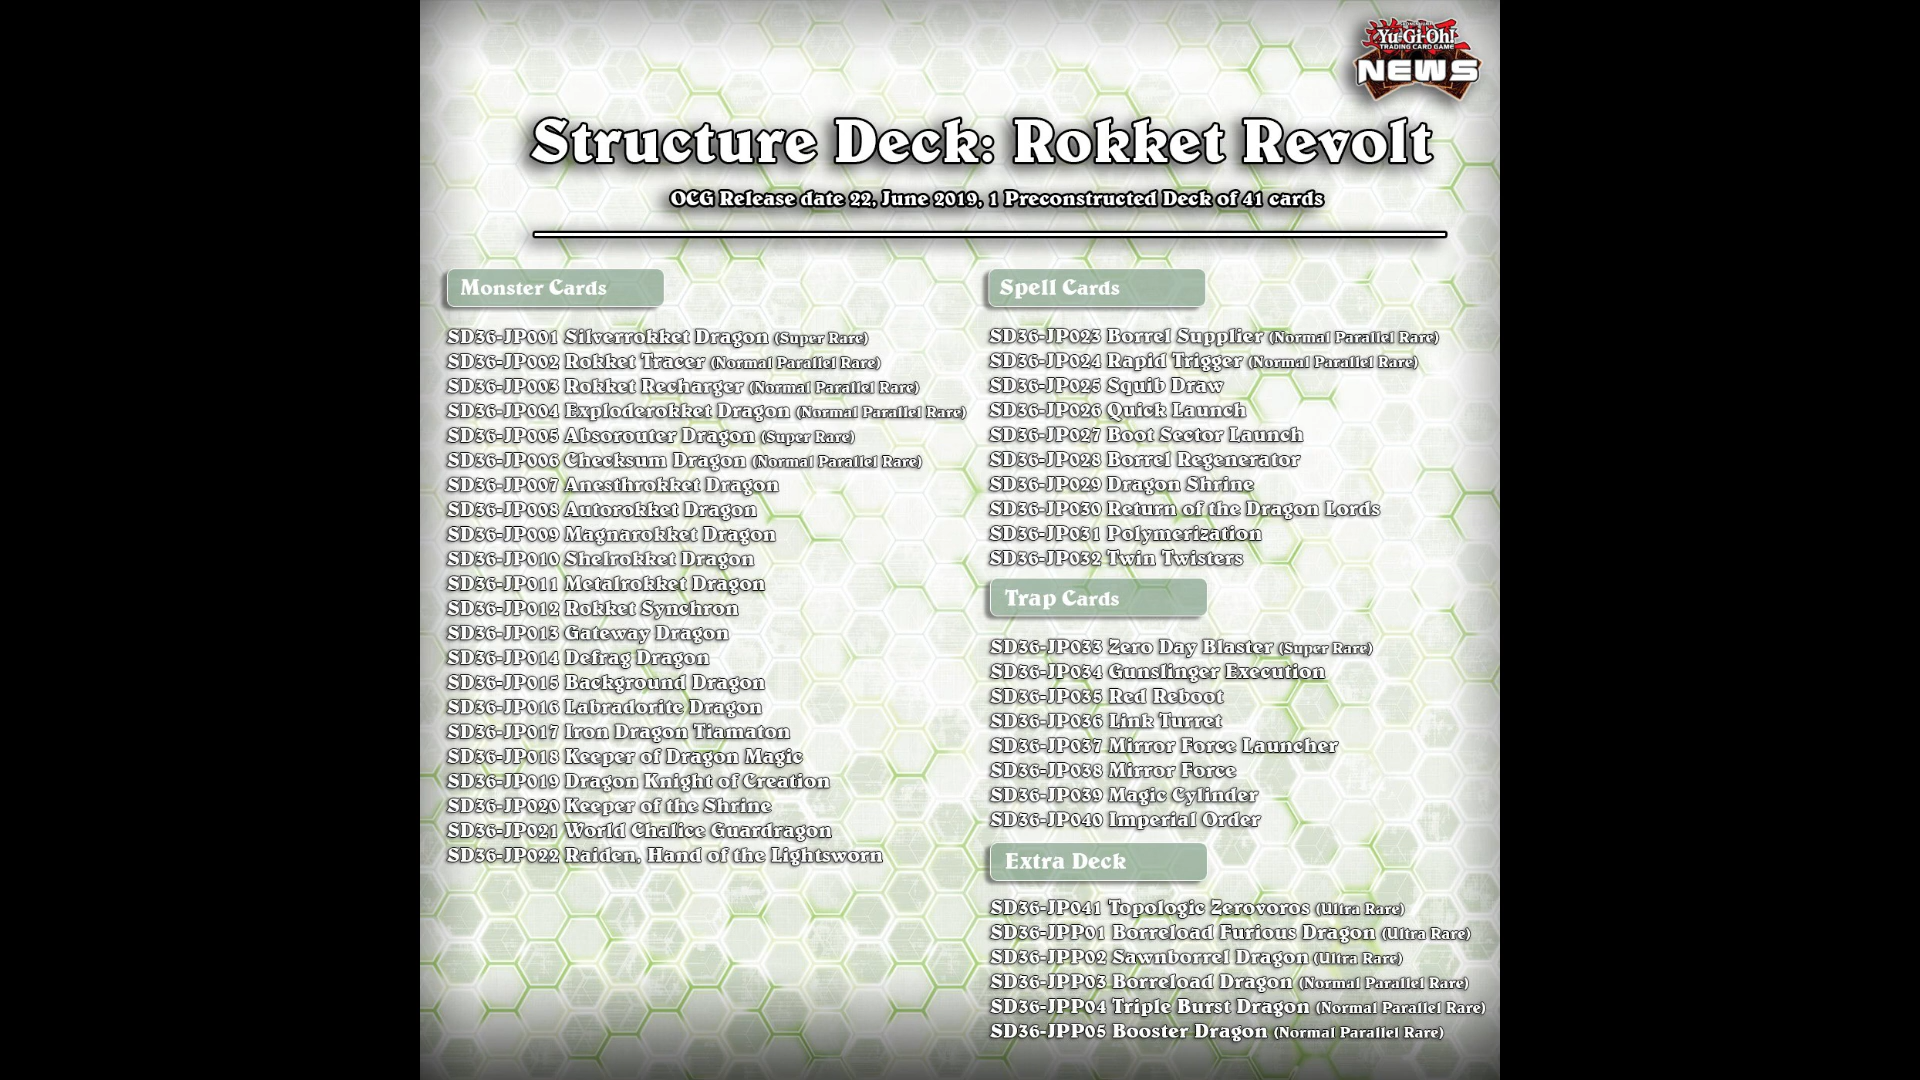 Yu-Gi-Oh!
TRADING CARD GAME
NEWS
Structure Deck: Rokket Revolt
OCG Release date 22, June 2019, 1 Preconstructed Deck of 41 cards
Monster Cards
SD36-JP001 Silverrokket Dragon (Super Rare)
SD36-JP002 Rokket Tracer (Normal Parallel Rare)
SD36-JP003 Rokket Recharger (Normal Parallel Rare)
SD36-JP004 Exploderokket Dragon (Normal Parallel Rare)
SD36-JP005 Absorouter Dragon (Super Rare)
SD36-JP006 Checksum Dragon (Normal Parallel Rare)
SD36-JP007 Anesthrokket Dragon
SD36-JP008 Autorokket Dragon
SD36-JP009 Magnarokket Dragon
SD36-JP010 Shelrokket Dragon
SD36-JP011 Metalrokket Dragon
SD36-JP012 Rokket Synchron
SD36-JP013 Gateway Dragon
SD36-JP014 Defrag Dragon
SD36-JP015 Background Dragon
SD36-JP016 Labradorite Dragon
SD36-JP017 Iron Dragon Tiamaton
SD36-JP018 Keeper of Dragon Magic
SD36-JP019 Dragon Knight of Creation
SD36-JP020 Keeper of the Shrine
SD36-JP021 World Chalice Guardragon
SD36-JP022 Raiden, Hand of the Lightsworn
Spell Cards
SD36-JP023 Borrel Supplier (Normal Parallel Rare)
SD36-JP024 Rapid Trigger (Normal Parallel Rare)
SD36-JP025 Squib Draw
SD36-JP026 Quick Launch
SD36-JP027 Boot Sector Launch
SD36-JP028 Borrel Regenerator
SD36-JP029 Dragon Shrine
SD36-JP030 Return of the Dragon Lords
SD36-JP031 Polymerization
SD36-JP032 Twin Twisters
Trap Cards
SD36-JP033 Zero Day Blaster (Super Rare)
SD36-JP034 Gunslinger Execution
SD36-JP035 Red Reboot
SD36-JP036 Link Turret
SD36-JP037 Mirror Force Launcher
SD36-JP038 Mirror Force
SD36-JP039 Magic Cylinder
SD36-JP040 Imperial Order
Extra Deck
SD36-JP041 Topologic Zerovoros (Ultra Rare)
SD36-JPP01 Borreload Furious Dragon (Ultra Rare)
SD36-JPP02 Sawnborrel Dragon (Ultra Rare)
SD36-JPP03 Borreload Dragon (Normal Parallel Rare)
SD36-JPP04 Triple Burst Dragon (Normal Parallel Rare)
SD36-JPP05 Booster Dragon (Normal Parallel Rare)